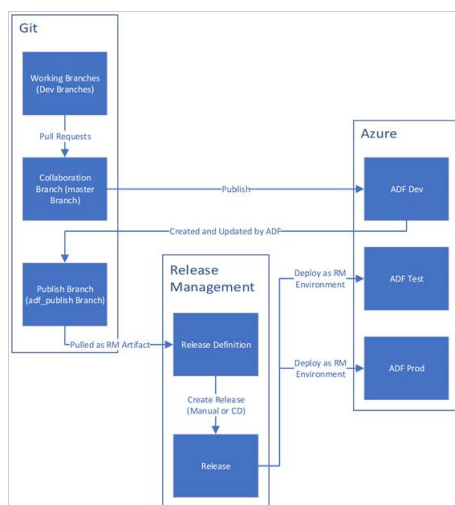 Git
Working Branches
(Dev Branches)
Pull Requests
Collaboration
Branch (master
Branch)
Publish
Azure
ADF Dev
Created and Updated by ADF
Publish Branch
(adf_publish Branch)
Pulled as RM Artifact
Release
Management
Release Definition
Create Release
(Manual or CD)
Release
Deploy as RM
Environment
ADF Test
Deploy as RM
Environment
ADF Prod